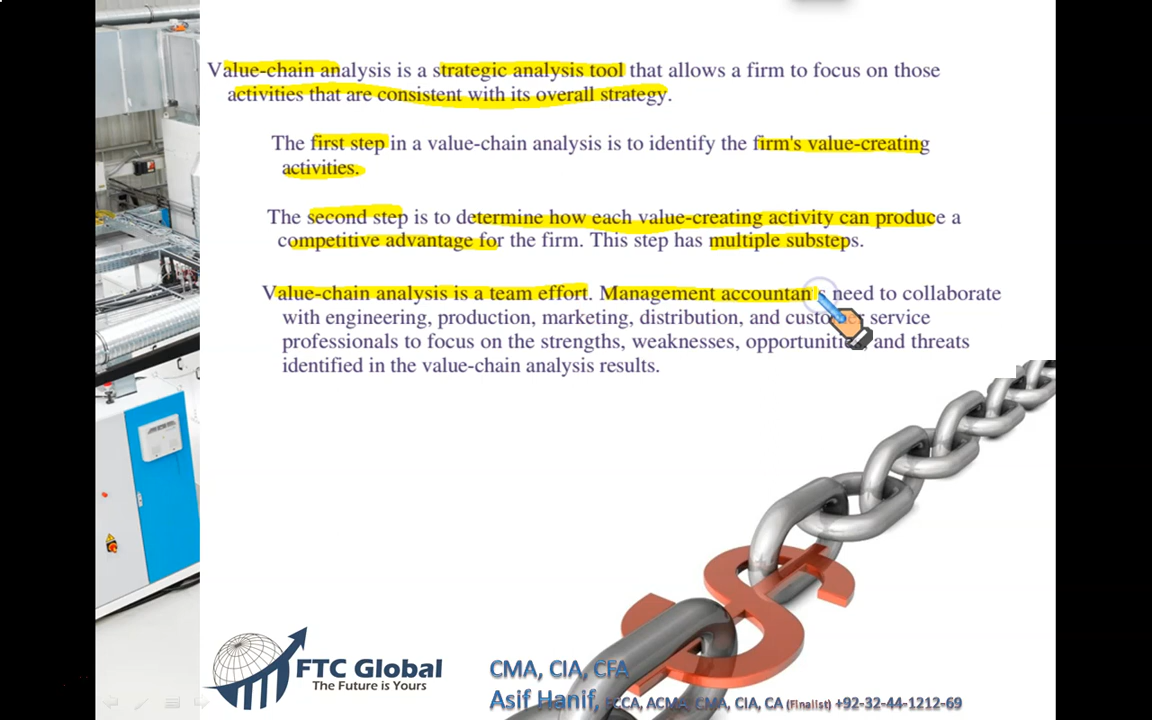 Value-chain analysis is a strategic analysis tool that allows a firm to focus on those
activities that are consistent with its overall strategy.
The first step in a value-chain analysis is to identify the firm's value-creating
activities.
The second step is to determine how each value-creating activity can produce a
competitive advantage for the firm. This step has multiple substeps.
Value-chain analysis is a team effort. Management accountants need to collaborate
with engineering, production, marketing, distribution, and customer service
professionals to focus on the strengths, weaknesses, opportunities, and threats
identified in the value-chain analysis results.
FTC Global
The Future is Yours
CMA, CIA, CFA
Asif Hanif, FCCA, ACMA, CMA, CIA, CA (Finalist) +92-32-44-1212-69